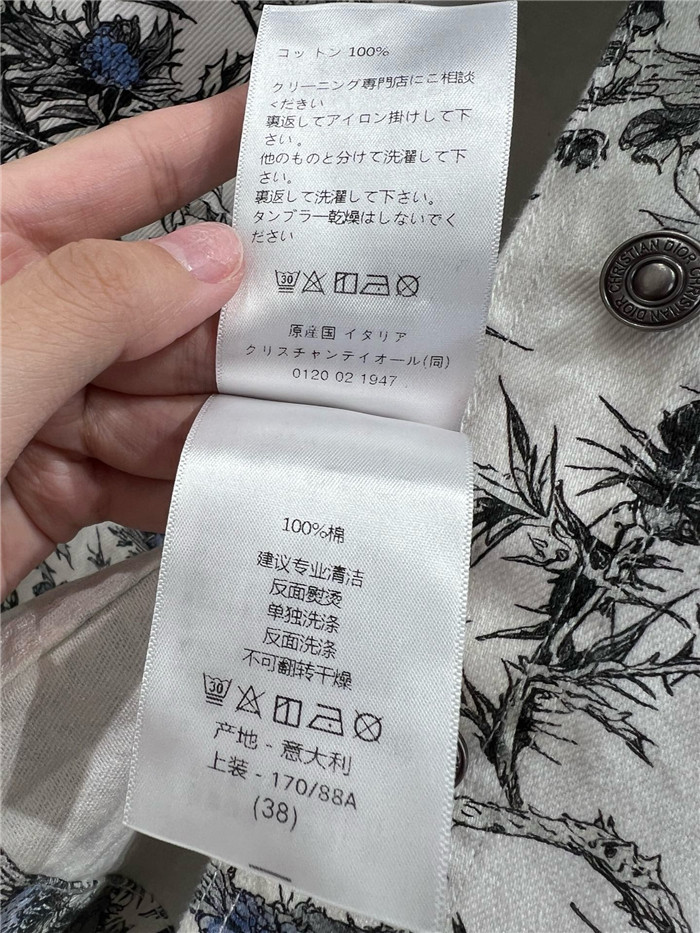 コットン 100%
クリーニング専門店にご相談
ください
裏返してアイロン掛けして下
さい。
他のものと分けて洗濯して下
さい。
裏返して洗濯して下さい。
タンブラー乾燥はしないでく
ださい
30
原産国 イタリア
クリスチャンディオール(同)
0120 02 1947
CHRISTIAN DIOR
CHRISTIAN DIOR
100%棉
建议专业清洁
反面熨烫
单独洗涤
反面洗涤
不可翻转干燥
30
产地 - 意大利
上装 - 170/88A
(38)